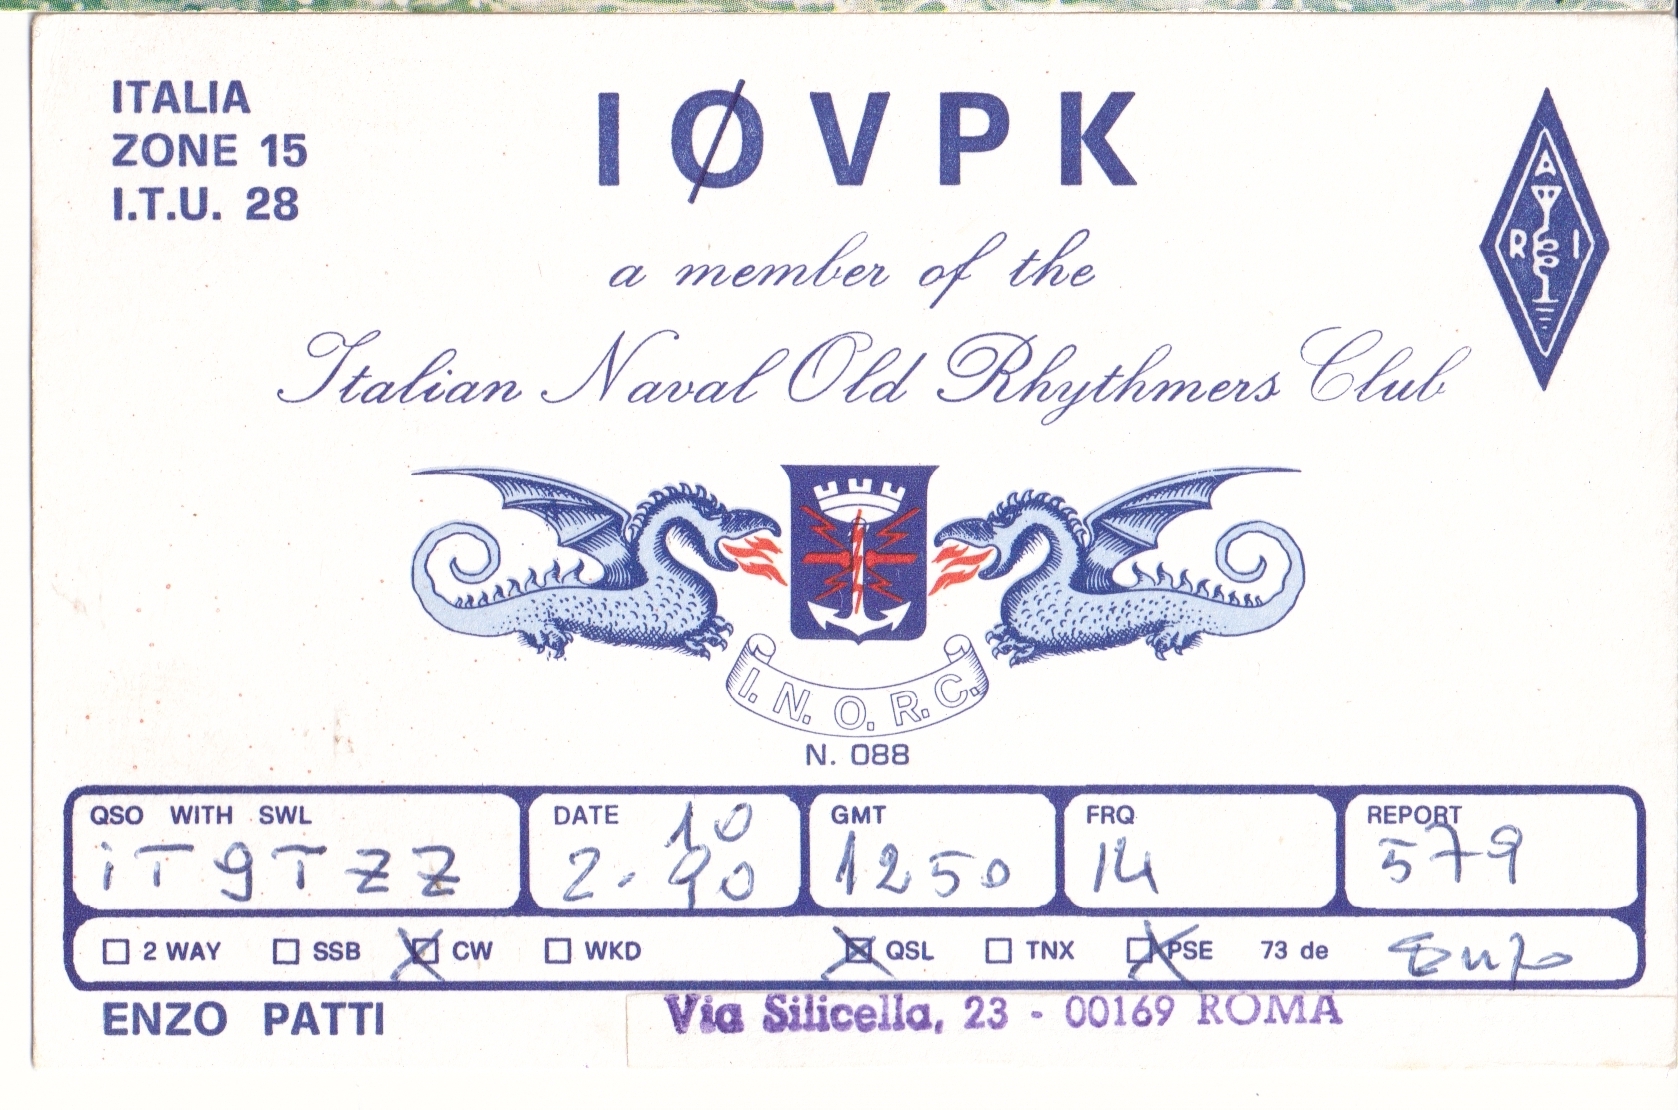 ITALIA
ZONE 15
I.T.U. 28
IØVPK
a member of the
Italian Naval Old Rhythmers Club
A
R I
I. N. O. R. C.
N. 088
QSO WITH SWL DATE GMT FRQ REPORT
iT9TZZ 10 2-90 1250 14 579
2 WAY SSB CW WKD QSL TNX PSE 73 de Enzo
ENZO PATTI
Via Silicella, 23 - 00169 ROMA